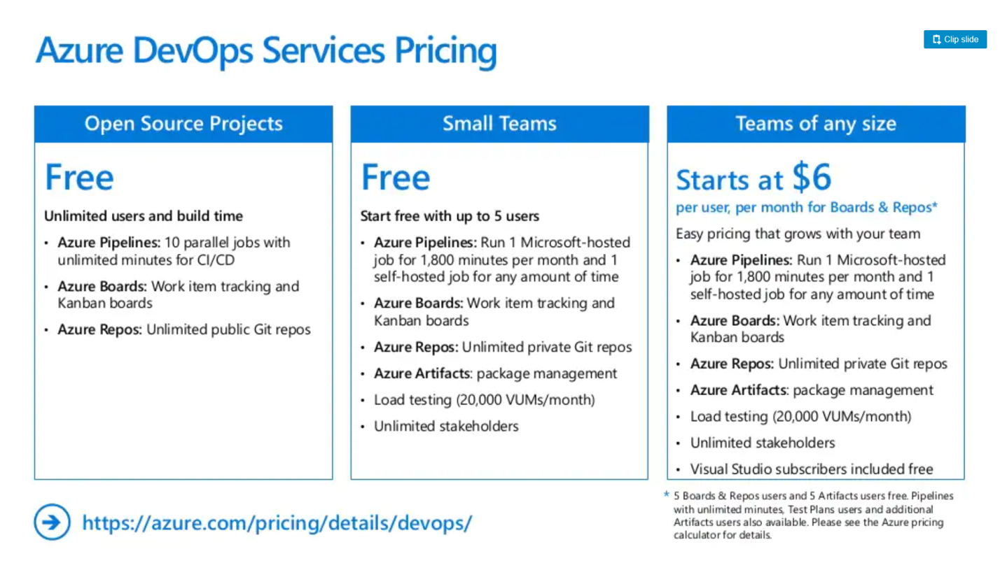 Azure DevOps Services Pricing
Clip slide
Open Source Projects
Free
Unlimited users and build time
• Azure Pipelines: 10 parallel jobs with
unlimited minutes for CI/CD
• Azure Boards: Work item tracking and
Kanban boards
• Azure Repos: Unlimited public Git repos
Small Teams
Free
Start free with up to 5 users
• Azure Pipelines: Run 1 Microsoft-hosted
job for 1,800 minutes per month and 1
self-hosted job for any amount of time
• Azure Boards: Work item tracking and
Kanban boards
• Azure Repos: Unlimited private Git repos
• Azure Artifacts: package management
• Load testing (20,000 VUMs/month)
• Unlimited stakeholders
Teams of any size
Starts at $6
per user, per month for Boards & Repos*
Easy pricing that grows with your team
• Azure Pipelines: Run 1 Microsoft-hosted
job for 1,800 minutes per month and 1
self-hosted job for any amount of time
• Azure Boards: Work item tracking and
Kanban boards
• Azure Repos: Unlimited private Git repos
• Azure Artifacts: package management
• Load testing (20,000 VUMs/month)
• Unlimited stakeholders
• Visual Studio subscribers included free
* 5 Boards & Repos users and 5 Artifacts users free. Pipelines
with unlimited minutes, Test Plans users and additional
Artifacts users also available. Please see the Azure pricing
calculator for details.
https://azure.com/pricing/details/devops/